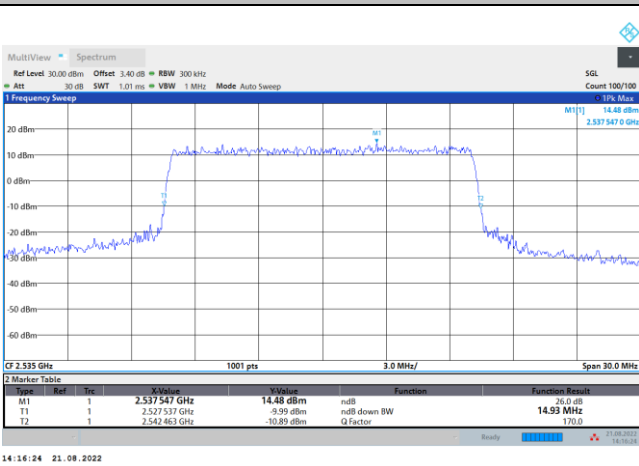 MultiView Spectrum
Ref Level 30.00 dBm Offset 3.40 dB RBW 300 kHz SGL
Att 30 dB SWT 1.01 ms VBW 1 MHz Mode Auto Sweep Count 100/100
1 Frequency Sweep 1Pk Max
M1[1] 14.48 dBm
2.537 547 0 GHz
20 dBm
M1
10 dBm
0 dBm
T1
T2
-10 dBm
-20 dBm
-30 dBm
-40 dBm
-50 dBm
-60 dBm
CF 2.535 GHz 1001 pts 3.0 MHz/ Span 30.0 MHz
2 Marker Table
Type Ref Trc X-Value Y-Value Function Function Result
M1 1 2.537 547 GHz 14.48 dBm ndB 26.0 dB
T1 1 2.527 537 GHz -9.99 dBm ndB down BW 14.93 MHz
T2 1 2.542 463 GHz -10.89 dBm Q Factor 170.0
Ready 21.08.2022
14:16:24
14:16:24 21.08.2022